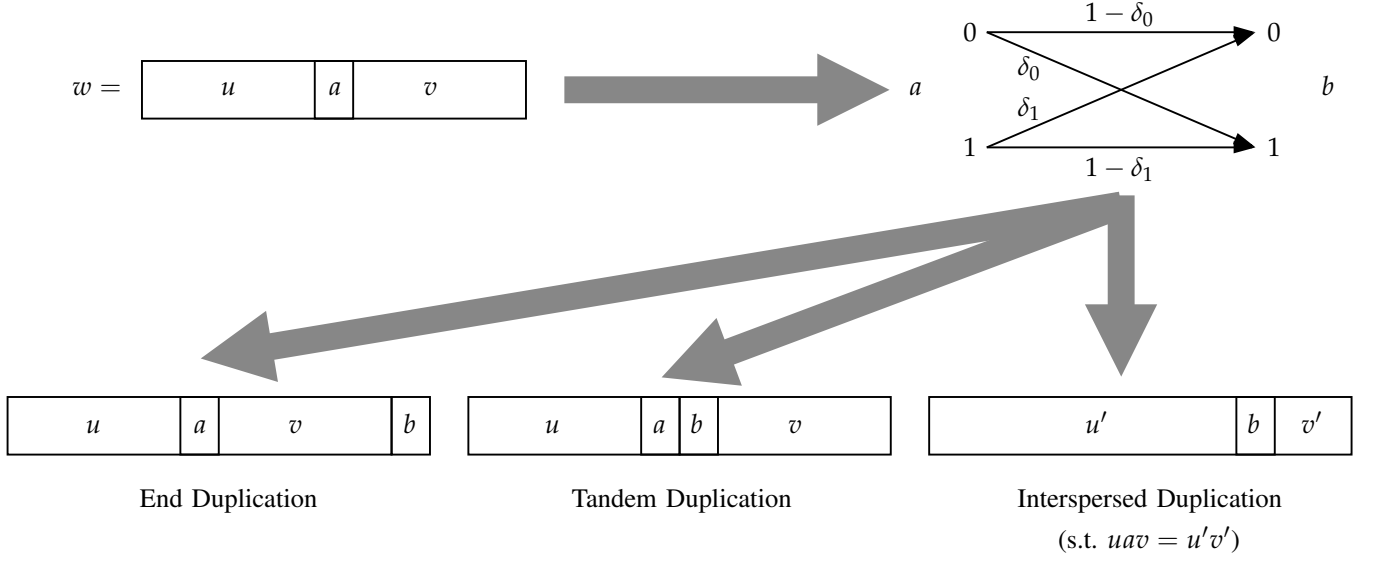 w = u a v
a
0 1 − δ₀ 0
δ₀
b
δ₁
1 1 − δ₁ 1
u a v b
u a b v
u′ b v′
End Duplication
Tandem Duplication
Interspersed Duplication
(s.t. uav = u′v′)